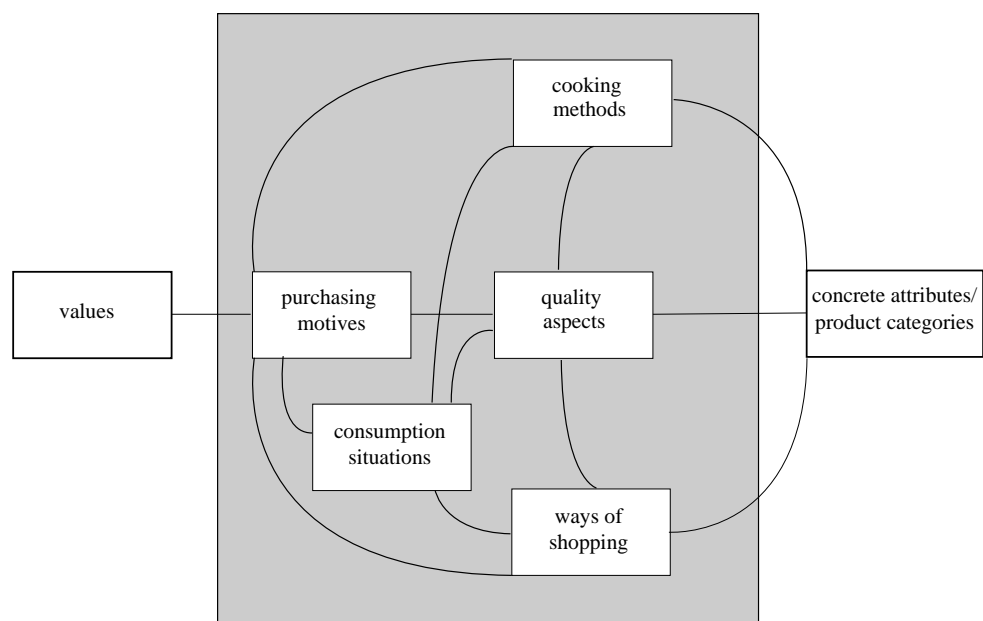 cooking
methods
values
purchasing
motives
quality
aspects
concrete attributes/
product categories
consumption
situations
ways of
shopping